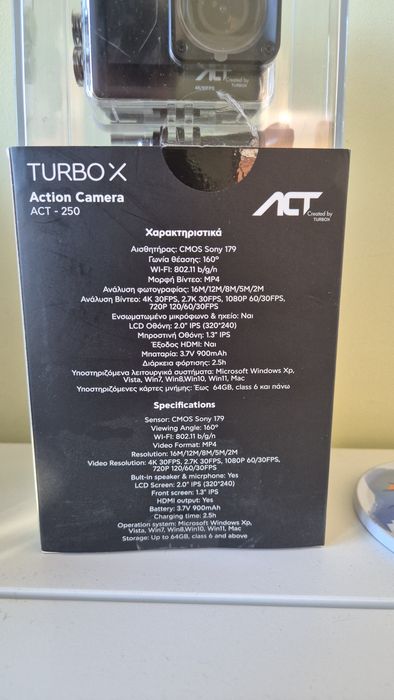 ACT
Created by
TURBOX
4K/30FPS
TURBO X
Action Camera
ACT - 250
ACT
Created by
TURBOX
Χαρακτηριστικά
Αισθητήρας: CMOS Sony 179
Γωνία θέασης: 160°
WI-FI: 802.11 b/g/n
Μορφή Βίντεο: MP4
Ανάλυση φωτογραφίας: 16M/12M/8M/5M/2M
Ανάλυση Βίντεο: 4K 30FPS, 2.7K 30FPS, 1080P 60/30FPS,
720P 120/60/30FPS
Ενσωματωμένο μικρόφωνο & ηχείο: Ναι
LCD Οθόνη: 2.0" IPS (320*240)
Μπροστινή Οθόνη: 1.3" IPS
Έξοδος HDMI: Ναι
Μπαταρία: 3.7V 900mAh
Διάρκεια φόρτισης: 2.5h
Υποστηριζόμενα λειτουργικά συστήματα: Microsoft Windows Xp,
Vista, Win7, Win8,Win10, Win11, Mac
Υποστηριζόμενες κάρτες μνήμης: Έως 64GB, class 6 και πάνω
Specifications
Sensor: CMOS Sony 179
Viewing Angle: 160°
WI-FI: 802.11 b/g/n
Video Format: MP4
Resolution: 16M/12M/8M/5M/2M
Video Resolution: 4K 30FPS, 2.7K 30FPS, 1080P 60/30FPS,
720P 120/60/30FPS
Bult-in speaker & micrphone: Yes
LCD Screen: 2.0" IPS (320*240)
Front screen: 1.3" IPS
HDMI output: Yes
Battery: 3.7V 900mAh
Charging time: 2.5h
Operation system: Microsoft Windows Xp,
Vista, Win7, Win8,Win10, Win11, Mac
Storage: Up to 64GB, class 6 and above